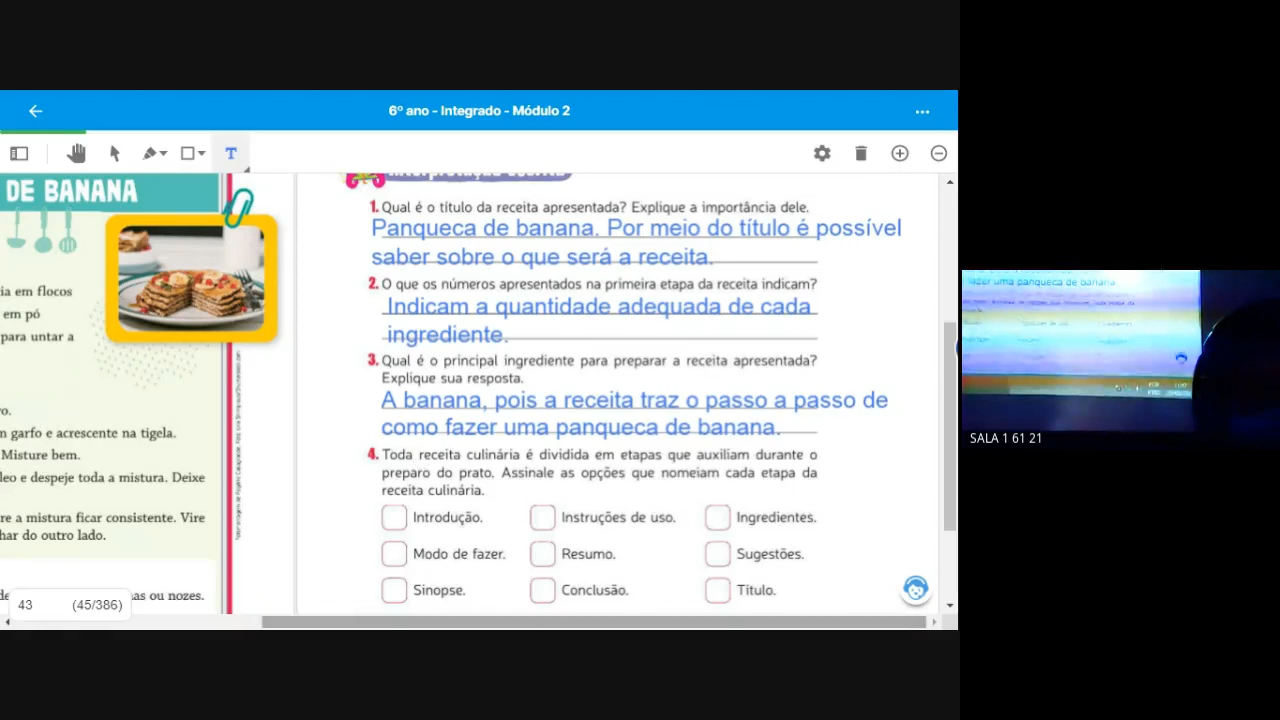 6º ano - Integrado - Módulo 2
T
DE BANANA
ia em flocos
em pó
para untar a
ro.
m garfo e acrescente na tigela.
Misture bem.
leo e despeje toda a mistura. Deixe
re a mistura ficar consistente. Vire
har do outro lado.
as ou nozes.
43 (45/386)
1. Qual é o título da receita apresentada? Explique a importância dele.
Panqueca de banana. Por meio do título é possível
saber sobre o que será a receita.
2. O que os números apresentados na primeira etapa da receita indicam?
Indicam a quantidade adequada de cada
ingrediente.
3. Qual é o principal ingrediente para preparar a receita apresentada?
Explique sua resposta.
A banana, pois a receita traz o passo a passo de
como fazer uma panqueca de banana.
4. Toda receita culinária é dividida em etapas que auxiliam durante o
preparo do prato. Assinale as opções que nomeiam cada etapa da
receita culinária.
Introdução. Instruções de uso. Ingredientes.
Modo de fazer. Resumo. Sugestões.
Sinopse. Conclusão. Título.
fazer uma panqueca de banana
SALA 1 61 21